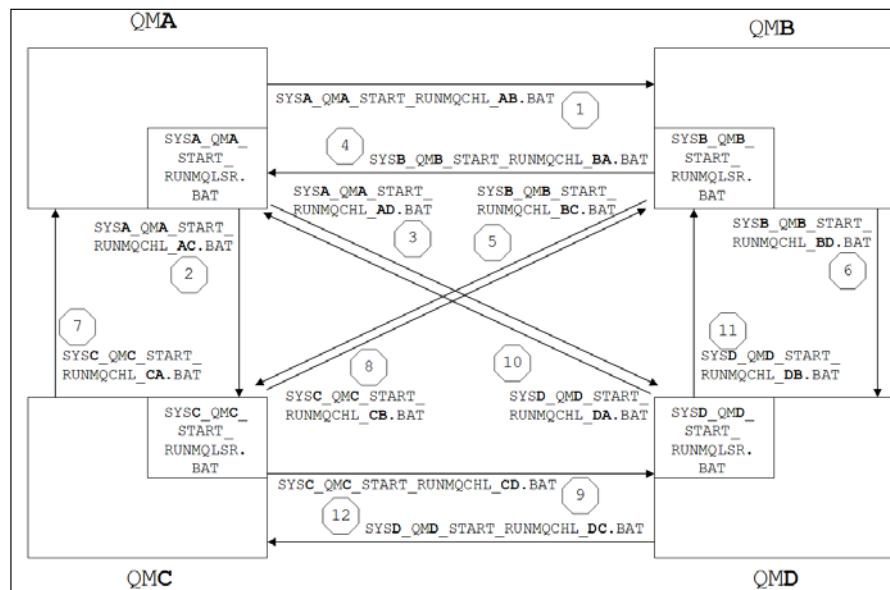 QMA
QMB
SYSA_QMA_START_RUNMQCHL_AB.BAT
1
4
SYSB_QMB_START_RUNMQCHL_BA.BAT
SYSA_QMA_
START_
RUNMQLSR.
BAT
SYSB_QMB_
START_
RUNMQLSR.
BAT
SYSA_QMA_START_
RUNMQCHL_AD.BAT
3
SYSB_QMB_START_
RUNMQCHL_BC.BAT
5
SYSA_QMA_START_
RUNMQCHL_AC.BAT
2
SYSB_QMB_START_
RUNMQCHL_BD.BAT
6
7
SYSC_QMC_START_
RUNMQCHL_CA.BAT
8
SYSC_QMC_START_
RUNMQCHL_CB.BAT
10
SYSD_QMD_START_
RUNMQCHL_DA.BAT
11
SYSD_QMD_START_
RUNMQCHL_DB.BAT
SYSC_QMC_
START_
RUNMQLSR.
BAT
SYSD_QMD_
START_
RUNMQLSR.
BAT
SYSC_QMC_START_RUNMQCHL_CD.BAT
9
12
SYSD_QMD_START_RUNMQCHL_DC.BAT
QMC
QMD